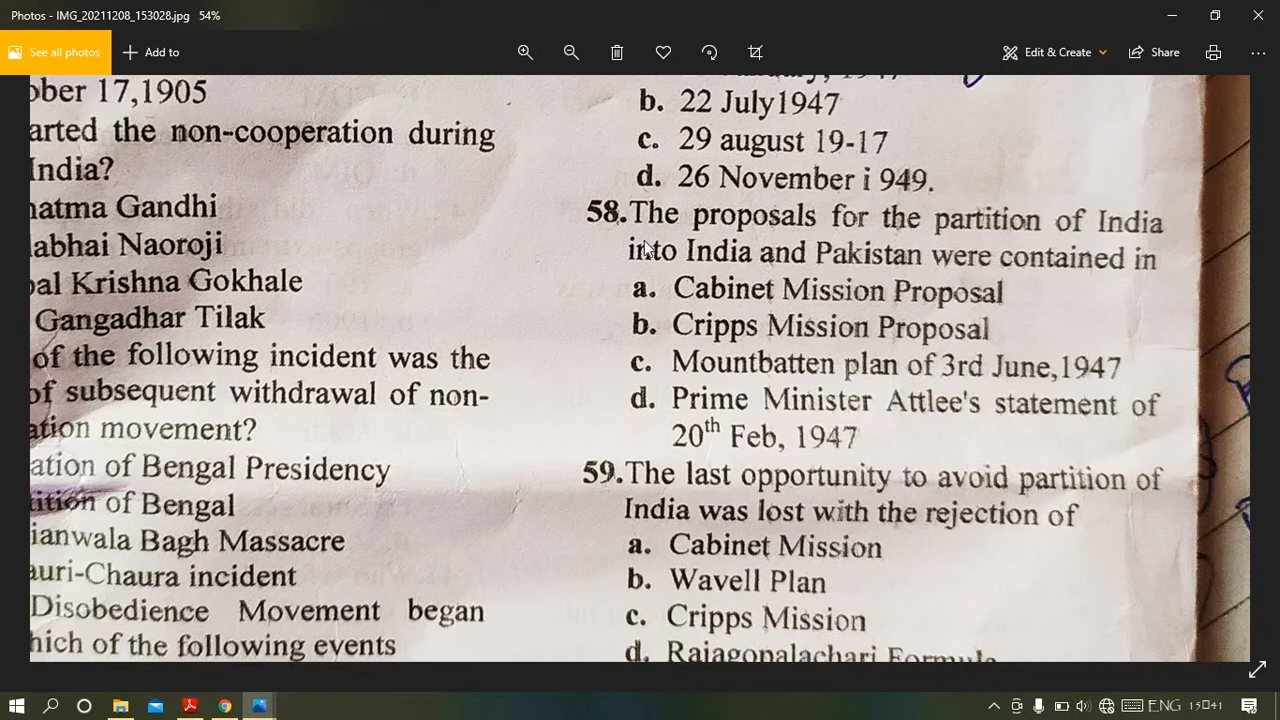 Photos - IMG_20211208_153028.jpg 54%
See all photos
Add to
Edit & Create
Share
ober 17,1905
arted the non-cooperation during
India?
hatma Gandhi
abhai Naoroji
pal Krishna Gokhale
Gangadhar Tilak
of the following incident was the
of subsequent withdrawal of non-
ation movement?
ation of Bengal Presidency
tition of Bengal
ianwala Bagh Massacre
auri-Chaura incident
Disobedience Movement began
hich of the following events
b. 22 July1947
c. 29 august 19-17
d. 26 November i 949.
58.The proposals for the partition of India
into India and Pakistan were contained in
a. Cabinet Mission Proposal
b. Cripps Mission Proposal
c. Mountbatten plan of 3rd June,1947
d. Prime Minister Attlee's statement of
20th Feb, 1947
59.The last opportunity to avoid partition of
India was lost with the rejection of
a. Cabinet Mission
b. Wavell Plan
c. Cripps Mission
d. Rajagopalachari Formula
ENG 15:41